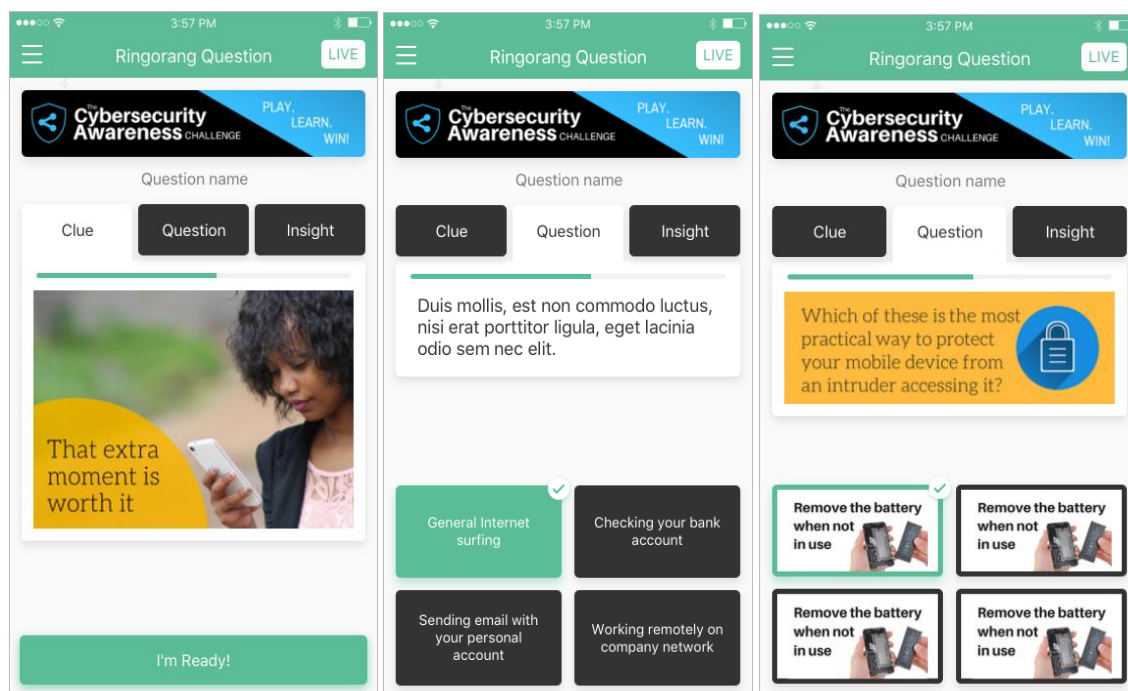 3:57 PM
Ringorang Question
LIVE
The
Cybersecurity
Awareness CHALLENGE
PLAY.
LEARN.
WIN!
Question name
Clue
Question
Insight
That extra
moment is
worth it
I'm Ready!
3:57 PM
Ringorang Question
LIVE
The
Cybersecurity
Awareness CHALLENGE
PLAY.
LEARN.
WIN!
Question name
Clue
Question
Insight
Duis mollis, est non commodo luctus,
nisi erat porttitor ligula, eget lacinia
odio sem nec elit.
General Internet
surfing
Checking your bank
account
Sending email with
your personal
account
Working remotely on
company network
3:57 PM
Ringorang Question
LIVE
The
Cybersecurity
Awareness CHALLENGE
PLAY.
LEARN.
WIN!
Question name
Clue
Question
Insight
Which of these is the most
practical way to protect
your mobile device from
an intruder accessing it?
Remove the battery
when not
in use
Remove the battery
when not
in use
Remove the battery
when not
in use
Remove the battery
when not
in use